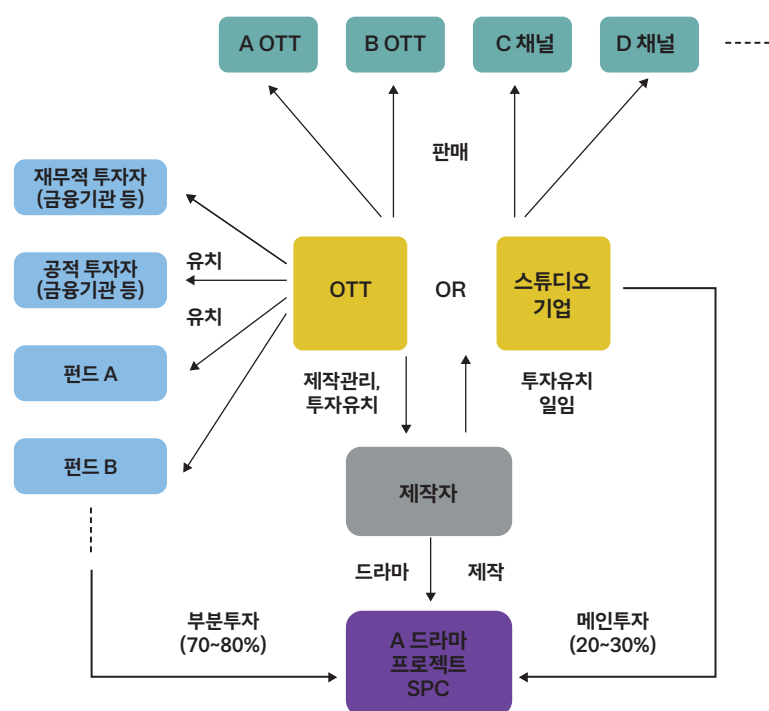 A OTT
B OTT
C 채널
D 채널
판매
재무적 투자자
(금융기관 등)
유치
공적 투자자
(금융기관 등)
유치
펀드 A
펀드 B
OTT
OR
스튜디오
기업
제작관리,
투자유치
투자유치
일임
제작자
드라마
제작
부분투자
(70~80%)
A 드라마
프로젝트
SPC
메인투자
(20~30%)